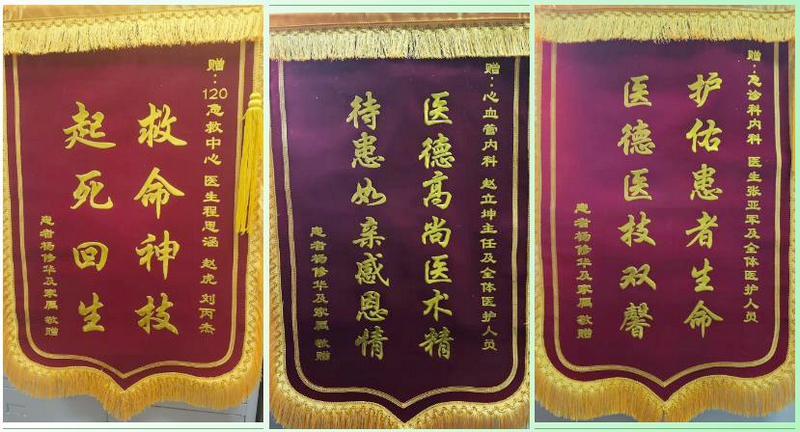 赠：120急救中心 医生程思涵 赵虎 刘丙杰
救命神技
起死回生
患者杨修华及家属 敬赠
赠：心血管内科 赵立坤主任及全体医护人员
医德高尚医术精
待患如亲感恩情
患者杨修华及家属 敬赠
赠：急诊科内科 医生张亚军及全体医护人员
护佑患者生命
医德医技双馨
患者杨修华及家属 敬赠